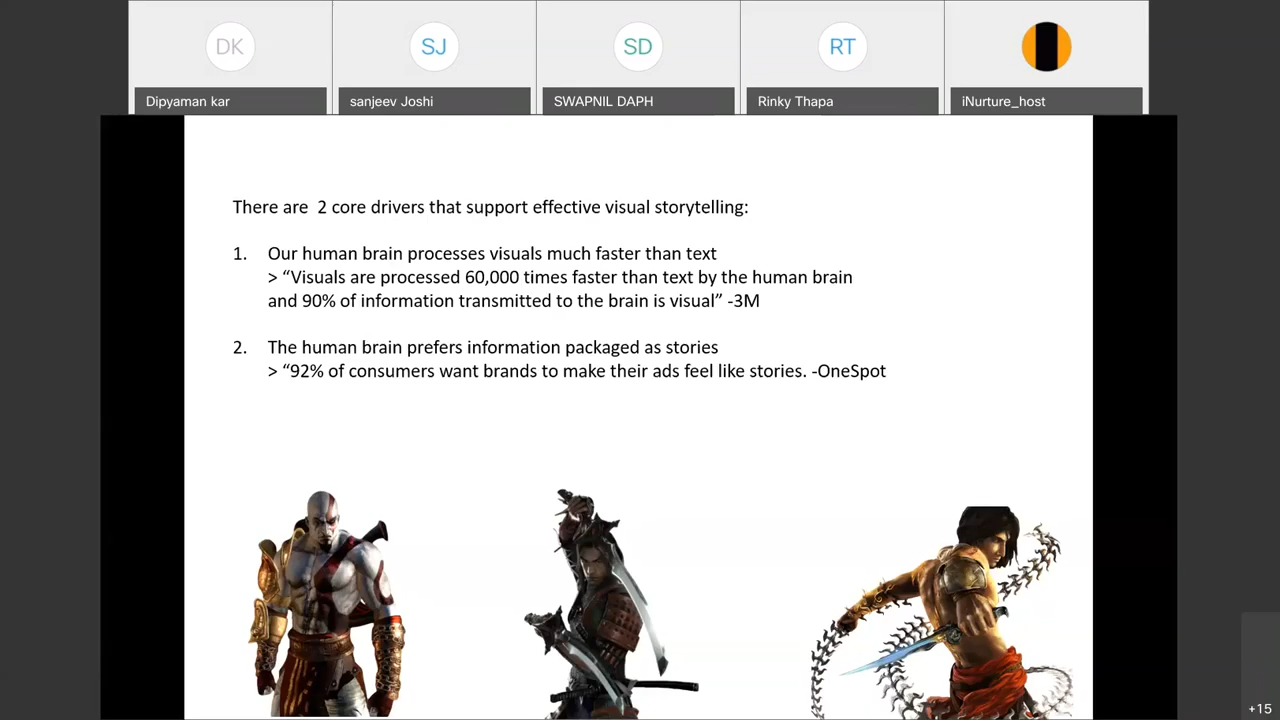 DK
SJ
SD
RT
Dipyaman kar
sanjeev Joshi
SWAPNIL DAPH
Rinky Thapa
iNurture_host
There are  2 core drivers that support effective visual storytelling:
1. Our human brain processes visuals much faster than text
> “Visuals are processed 60,000 times faster than text by the human brain
and 90% of information transmitted to the brain is visual” -3M
2. The human brain prefers information packaged as stories
> “92% of consumers want brands to make their ads feel like stories. -OneSpot
+15